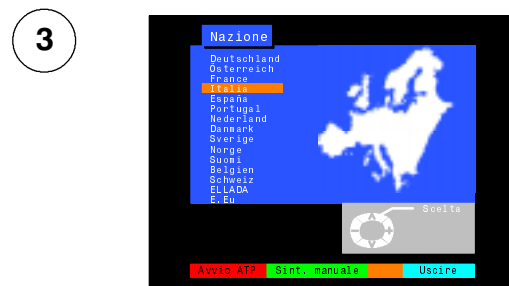 3
Nazione
Deutschland
Österreich
France
Italia
España
Portugal
Nederland
Danmark
Sverige
Norge
Suomi
Belgien
Schweiz
ELLADA
E.Eu
Scelta
Avvio ATP Sint. manuale Uscire